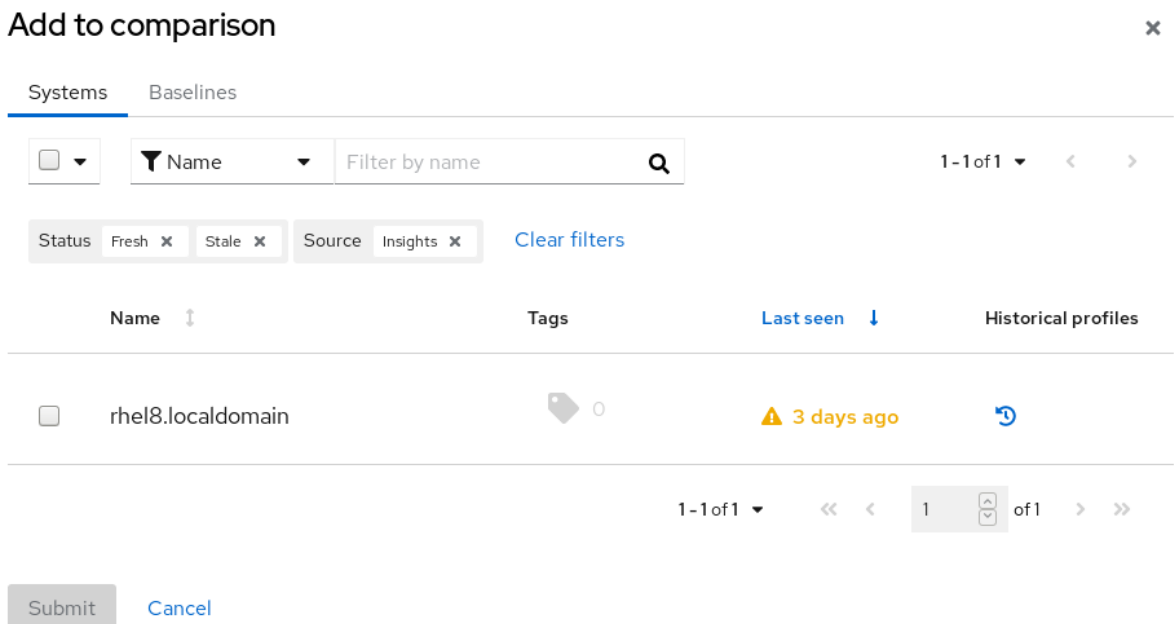 Add to comparison
Systems Baselines
Name Filter by name 1-1 of 1
Status Fresh Stale Source Insights Clear filters
Name Tags Last seen Historical profiles
rhel8.localdomain 0 3 days ago
1-1 of 1 1 of 1
Submit Cancel